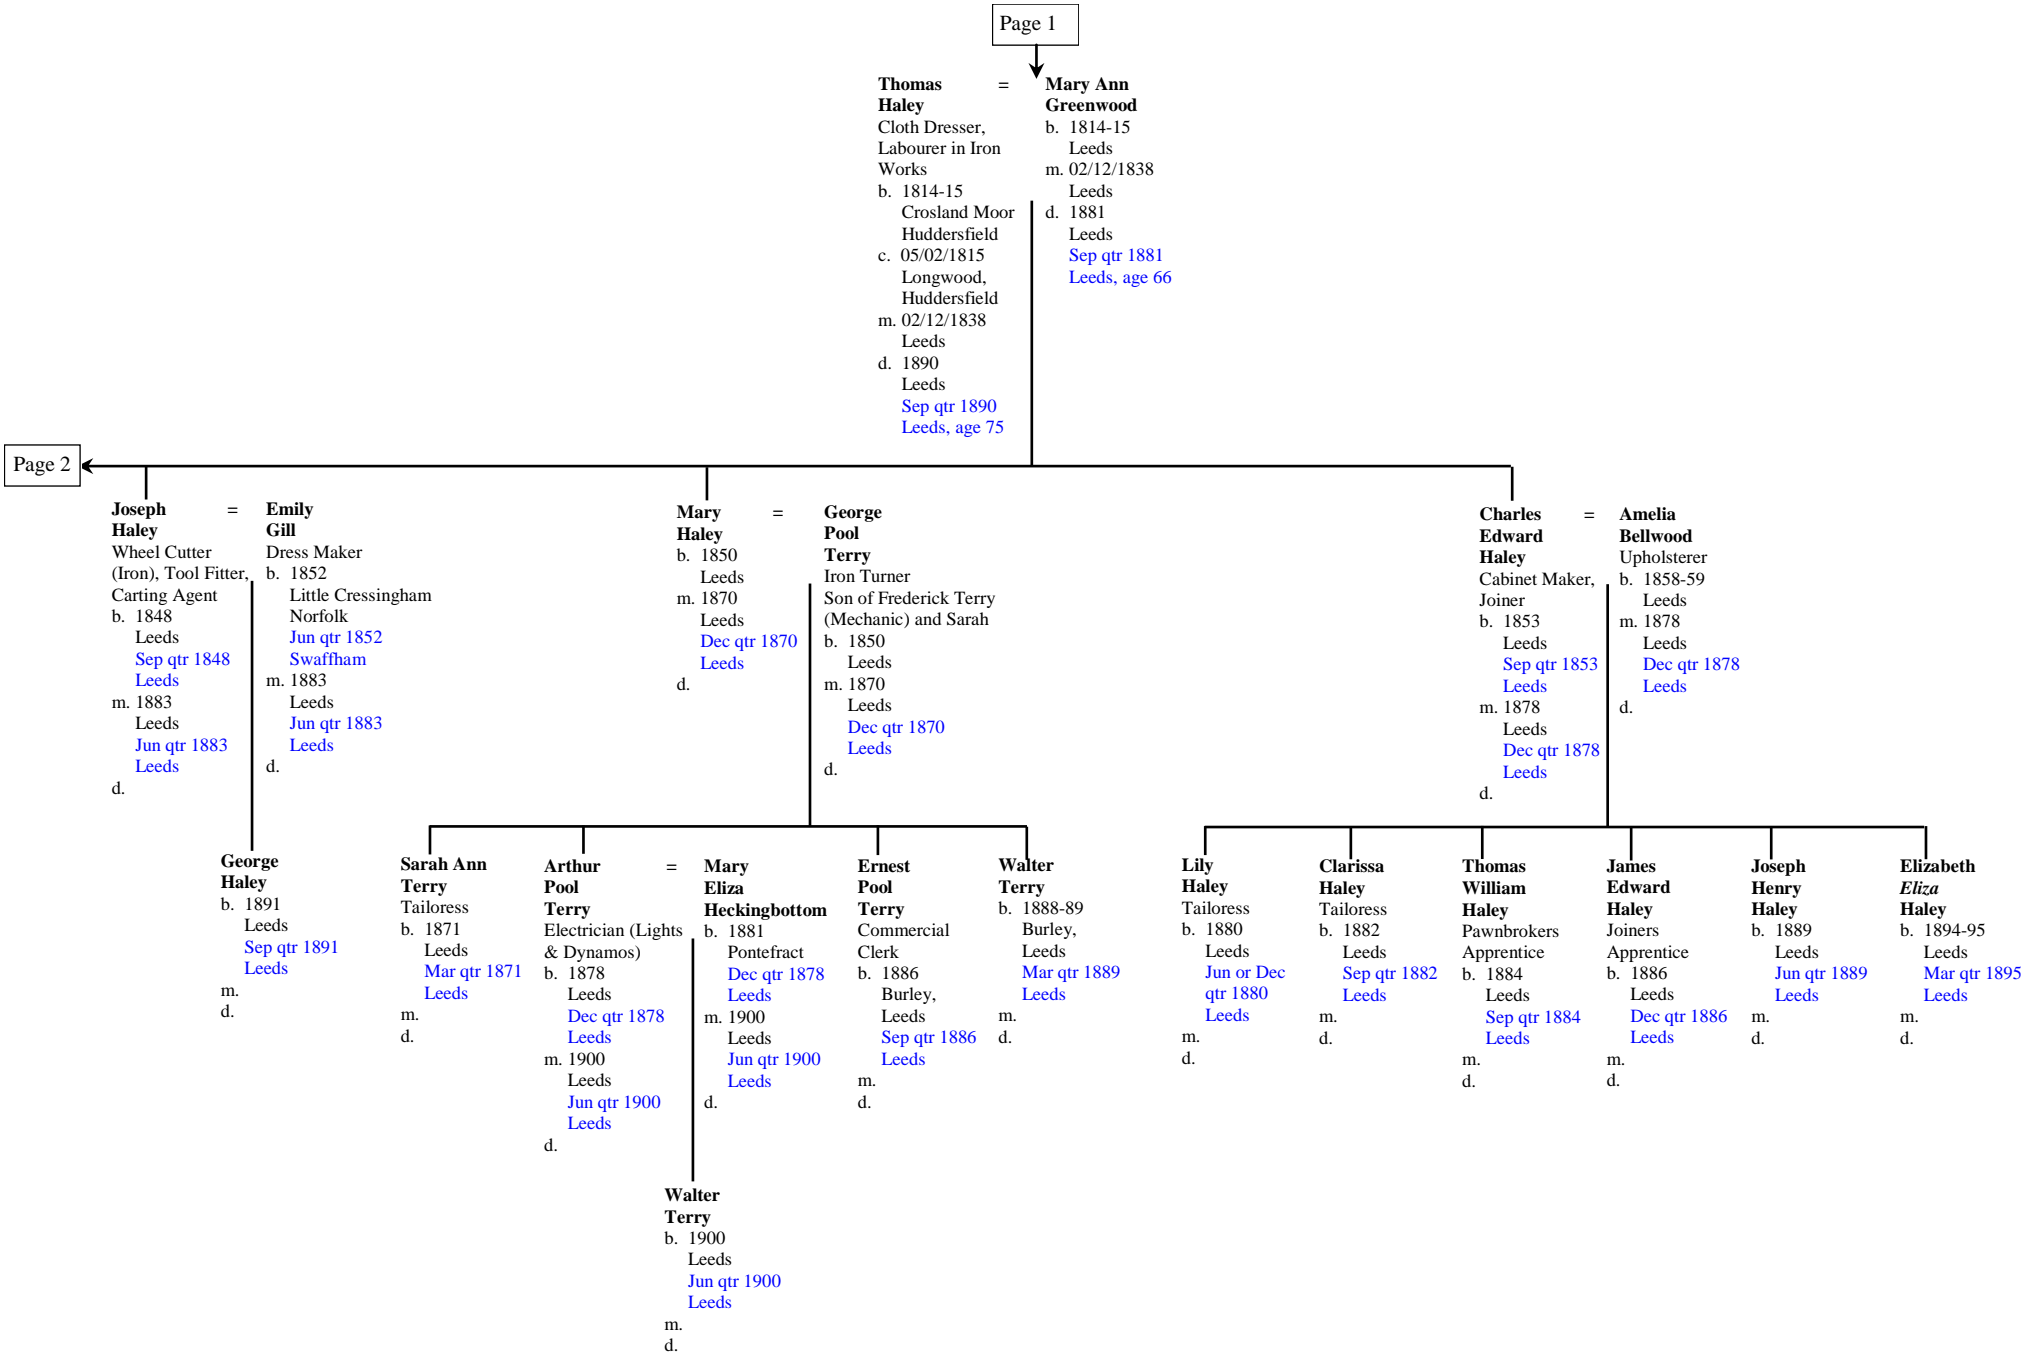 Page 1
Thomas =
Haley
Cloth Dresser,
Labourer in Iron
Works
b. 1814-15
Crosland Moor
Huddersfield
c. 05/02/1815
Longwood,
Huddersfield
m. 02/12/1838
Leeds
d. 1890
Leeds
Sep qtr 1890
Leeds, age 75
Mary Ann
Greenwood
b. 1814-15
Leeds
m. 02/12/1838
Leeds
d. 1881
Leeds
Sep qtr 1881
Leeds, age 66
Page 2
Joseph =
Haley
Wheel Cutter
(Iron), Tool Fitter,
Carting Agent
b. 1848
Leeds
Sep qtr 1848
Leeds
m. 1883
Leeds
Jun qtr 1883
Leeds
d.
Emily
Gill
Dress Maker
b. 1852
Little Cressingham
Norfolk
Jun qtr 1852
Swaffham
m. 1883
Leeds
Jun qtr 1883
Leeds
d.
Mary =
Haley
b. 1850
Leeds
m. 1870
Leeds
Dec qtr 1870
Leeds
d.
George
Pool
Terry
Iron Turner
Son of Frederick Terry
(Mechanic) and Sarah
b. 1850
Leeds
m. 1870
Leeds
Dec qtr 1870
Leeds
d.
Charles =
Edward
Haley
Cabinet Maker,
Joiner
b. 1853
Leeds
Sep qtr 1853
Leeds
m. 1878
Leeds
Dec qtr 1878
Leeds
d.
Amelia
Bellwood
Upholsterer
b. 1858-59
Leeds
m. 1878
Leeds
Dec qtr 1878
Leeds
d.
George
Haley
b. 1891
Leeds
Sep qtr 1891
Leeds
m.
d.
Sarah Ann
Terry
Tailoress
b. 1871
Leeds
Mar qtr 1871
Leeds
m.
d.
Arthur =
Pool
Terry
Electrician (Lights
& Dynamos)
b. 1878
Leeds
Dec qtr 1878
Leeds
m. 1900
Leeds
Jun qtr 1900
Leeds
d.
Mary
Eliza
Heckingbottom
b. 1881
Pontefract
Dec qtr 1878
Leeds
m. 1900
Leeds
Jun qtr 1900
Leeds
d.
Ernest
Pool
Terry
Commercial
Clerk
b. 1886
Burley,
Leeds
Sep qtr 1886
Leeds
m.
d.
Walter
Terry
b. 1888-89
Burley,
Leeds
Mar qtr 1889
Leeds
m.
d.
Lily
Haley
Tailoress
b. 1880
Leeds
Jun or Dec
qtr 1880
Leeds
m.
d.
Clarissa
Haley
Tailoress
b. 1882
Leeds
Sep qtr 1882
Leeds
m.
d.
Thomas
William
Haley
Pawnbrokers
Apprentice
b. 1884
Leeds
Sep qtr 1884
Leeds
m.
d.
James
Edward
Haley
Joiners
Apprentice
b. 1886
Leeds
Dec qtr 1886
Leeds
m.
d.
Joseph
Henry
Haley
b. 1889
Leeds
Jun qtr 1889
Leeds
m.
d.
Elizabeth
Eliza
Haley
b. 1894-95
Leeds
Mar qtr 1895
Leeds
m.
d.
Walter
Terry
b. 1900
Leeds
Jun qtr 1900
Leeds
m.
d.